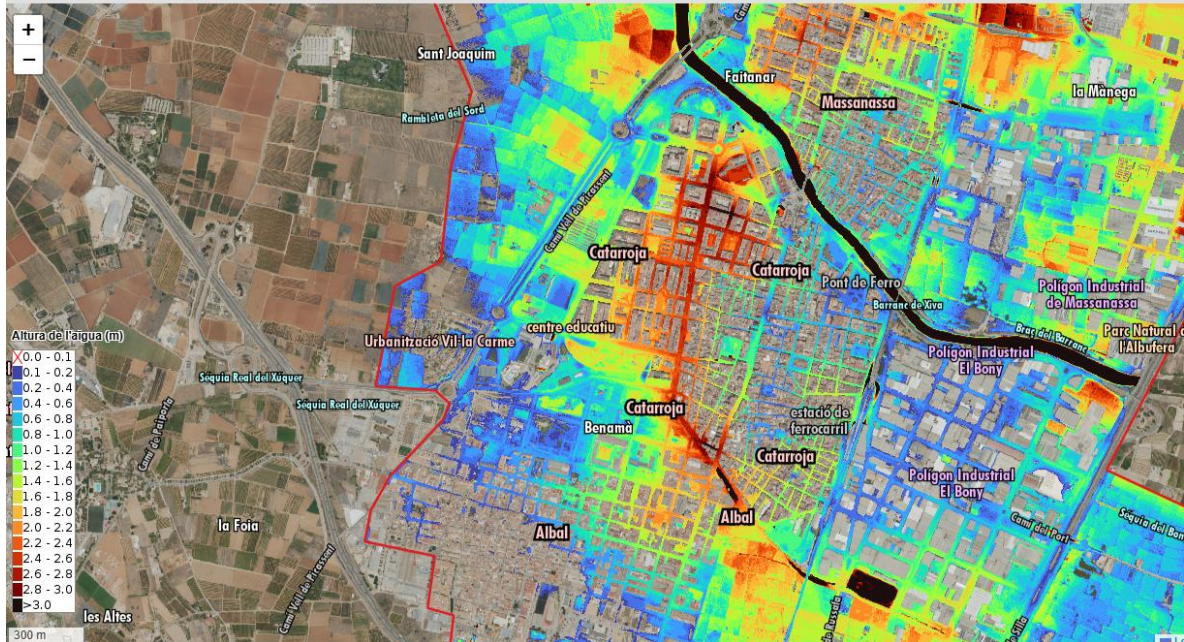 +
−
Sant Joaquim
Rambleta del Sord
Faitanar
la Mànega
Massanassa
Camí Vell de Picassent
Catarroja
Catarroja
Pont de Ferro
Barranc de Xiva
Polígon Industrial
de Massanassa
Braç del Barranc
Parc Natural d
l'Albufera
Altura de l'aigua (m)
0.0 - 0.1
0.1 - 0.2
0.2 - 0.4
0.4 - 0.6
0.6 - 0.8
0.8 - 1.0
1.0 - 1.2
1.2 - 1.4
1.4 - 1.6
1.6 - 1.8
1.8 - 2.0
2.0 - 2.2
2.2 - 2.4
2.4 - 2.6
2.6 - 2.8
2.8 - 3.0
>3.0
centre educatiu
Urbanització Vil·la Carme
Polígon Industrial
El Bony
Séquia Real del Xúquer
Séquia Real del Xúquer
Catarroja
Benamà
estació de
ferrocarril
Camí de Paiporta
Catarroja
Polígon Industrial
El Bony
la Foia
Albal
Albal
Camí del Port
Séquia del Bon
Camí Vell de Picassent
les Altes
de Russafa
Silla
300 m